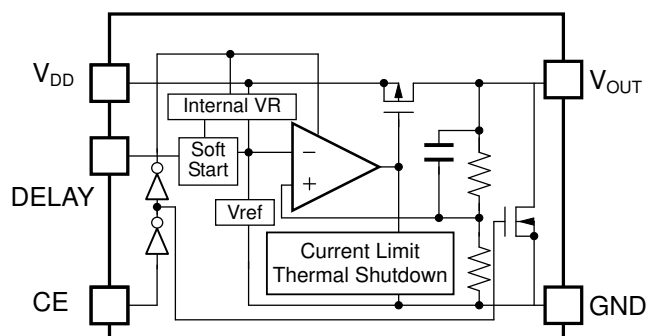 V_DD
V_OUT
Internal VR
Soft
Start
−
+
DELAY
Vref
Current Limit
Thermal Shutdown
CE
GND